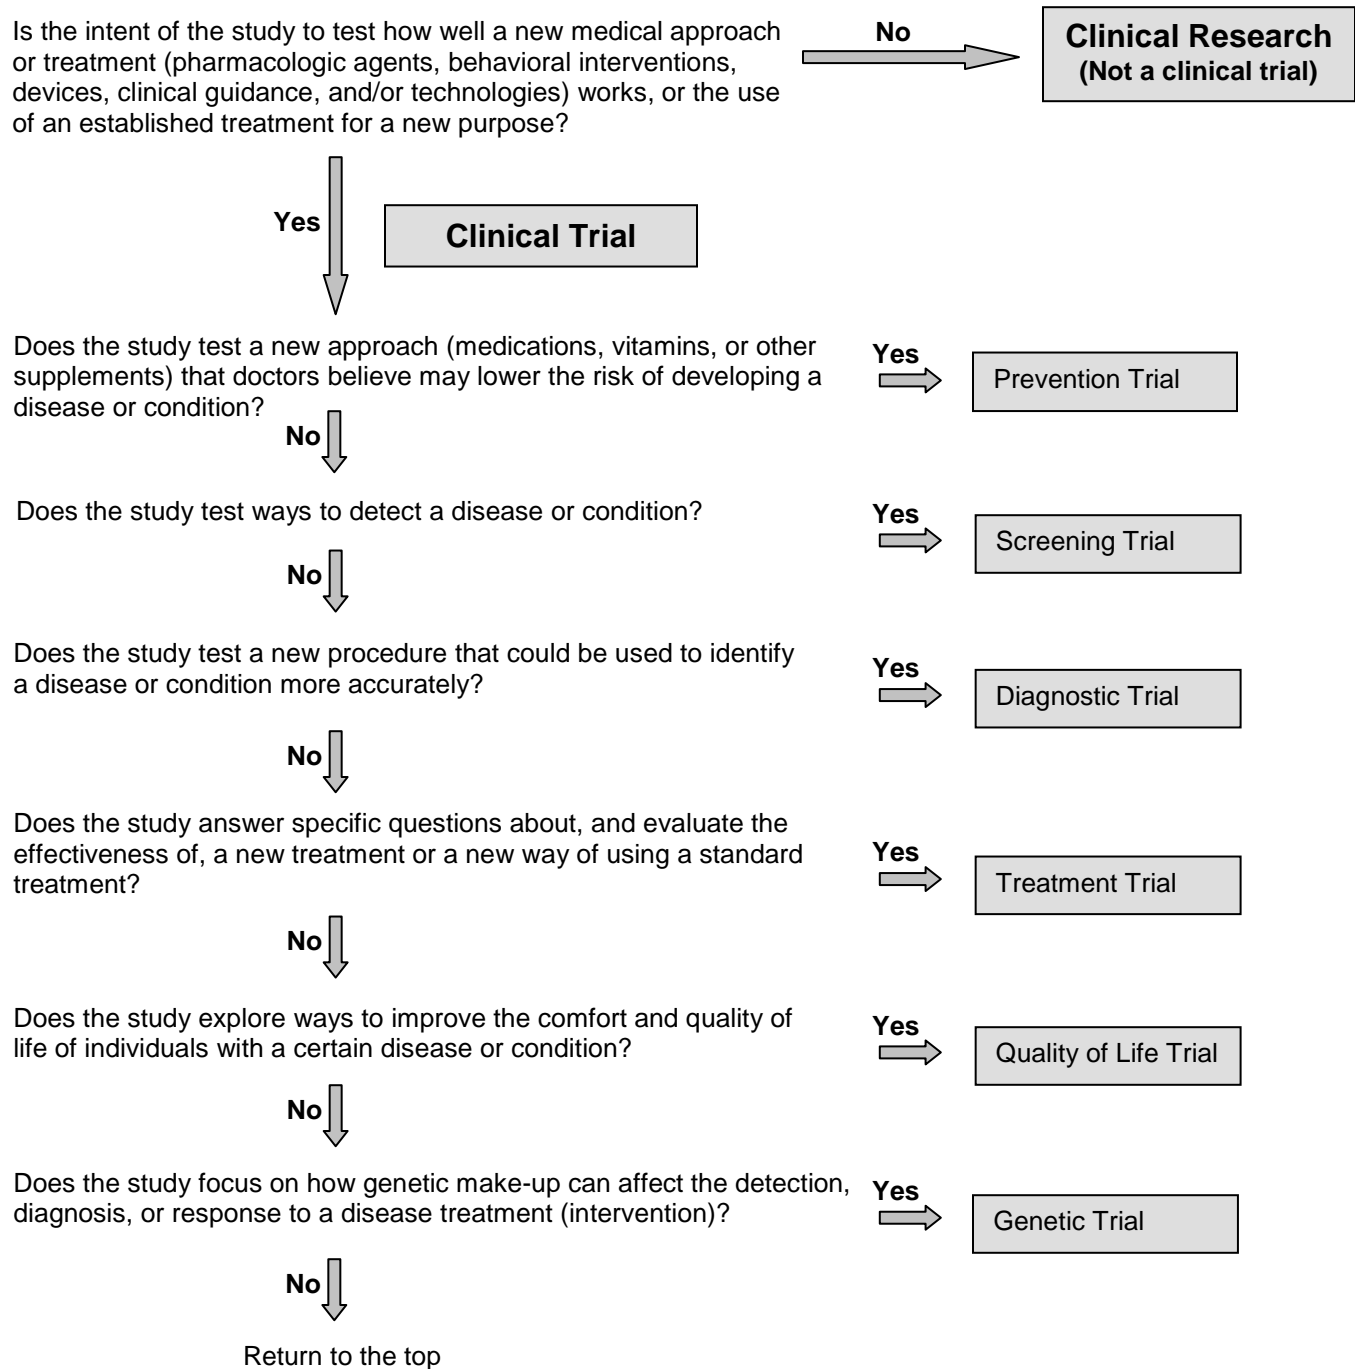 Is the intent of the study to test how well a new medical approach
or treatment (pharmacologic agents, behavioral interventions,
devices, clinical guidance, and/or technologies) works, or the use
of an established treatment for a new purpose?
No
Clinical Research
(Not a clinical trial)
Yes
Clinical Trial
Does the study test a new approach (medications, vitamins, or other
supplements) that doctors believe may lower the risk of developing a
disease or condition?
Yes
Prevention Trial
No
Does the study test ways to detect a disease or condition?
Yes
Screening Trial
No
Does the study test a new procedure that could be used to identify
a disease or condition more accurately?
Yes
Diagnostic Trial
No
Does the study answer specific questions about, and evaluate the
effectiveness of, a new treatment or a new way of using a standard
treatment?
Yes
Treatment Trial
No
Does the study explore ways to improve the comfort and quality of
life of individuals with a certain disease or condition?
Yes
Quality of Life Trial
No
Does the study focus on how genetic make-up can affect the detection,
diagnosis, or response to a disease treatment (intervention)?
Yes
Genetic Trial
No
Return to the top